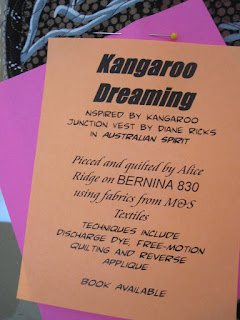 Kangaroo
Dreaming
INSPIRED BY KANGAROO
JUNCTION VEST BY DIANE RICKS
IN AUSTRALIAN SPIRIT
Pieced and quilted by Alice
Ridge on BERNINA 830
using fabrics from M&S
Textiles
TECHNIQUES INCLUDE
DISCHARGE DYE, FREE-MOTION
QUILTING AND REVERSE
APPLIQUE
BOOK AVAILABLE